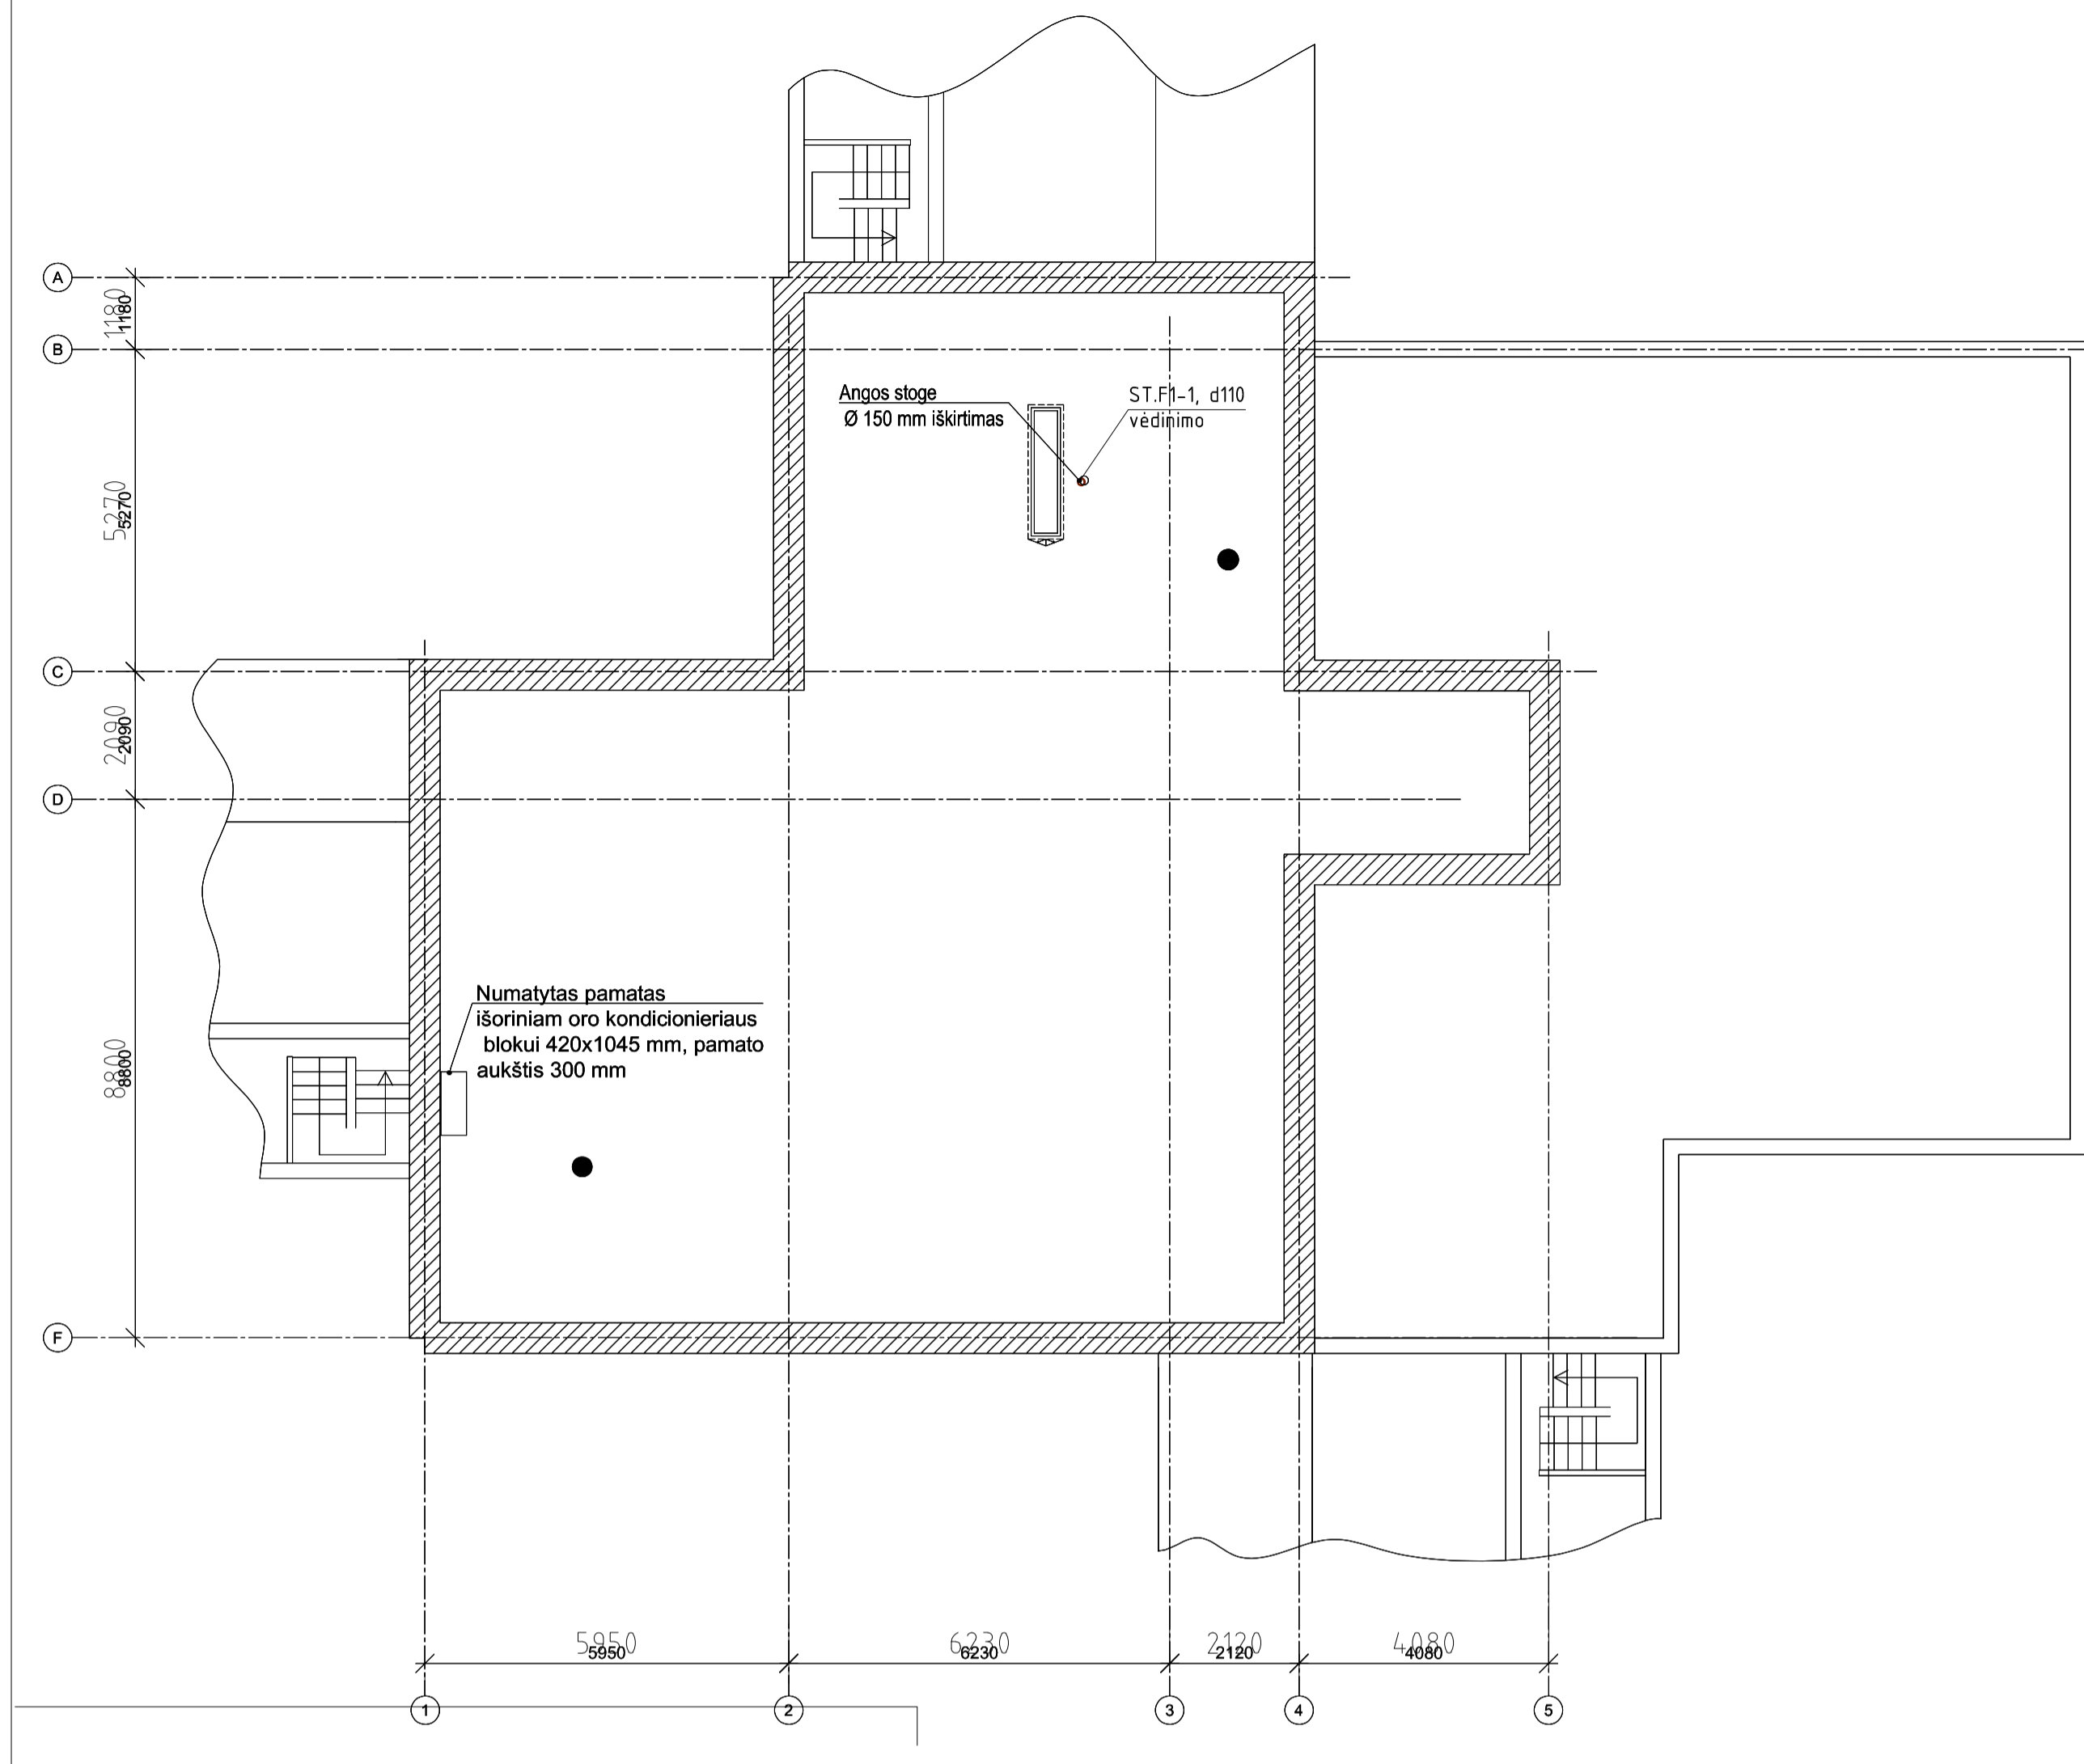 A
1180
1180
B
Angos stoge
Ø 150 mm iškirtimas
ST.F1-1, d110
vėdinimo
5270
5270
C
2090
2090
D
Numatytas pamatas
išoriniam oro kondicionieriaus
blokui 420x1045 mm, pamato
aukštis 300 mm
8800
8800
F
5950
5950
6230
6230
2120
2120
4080
4080
1
2
3
4
5